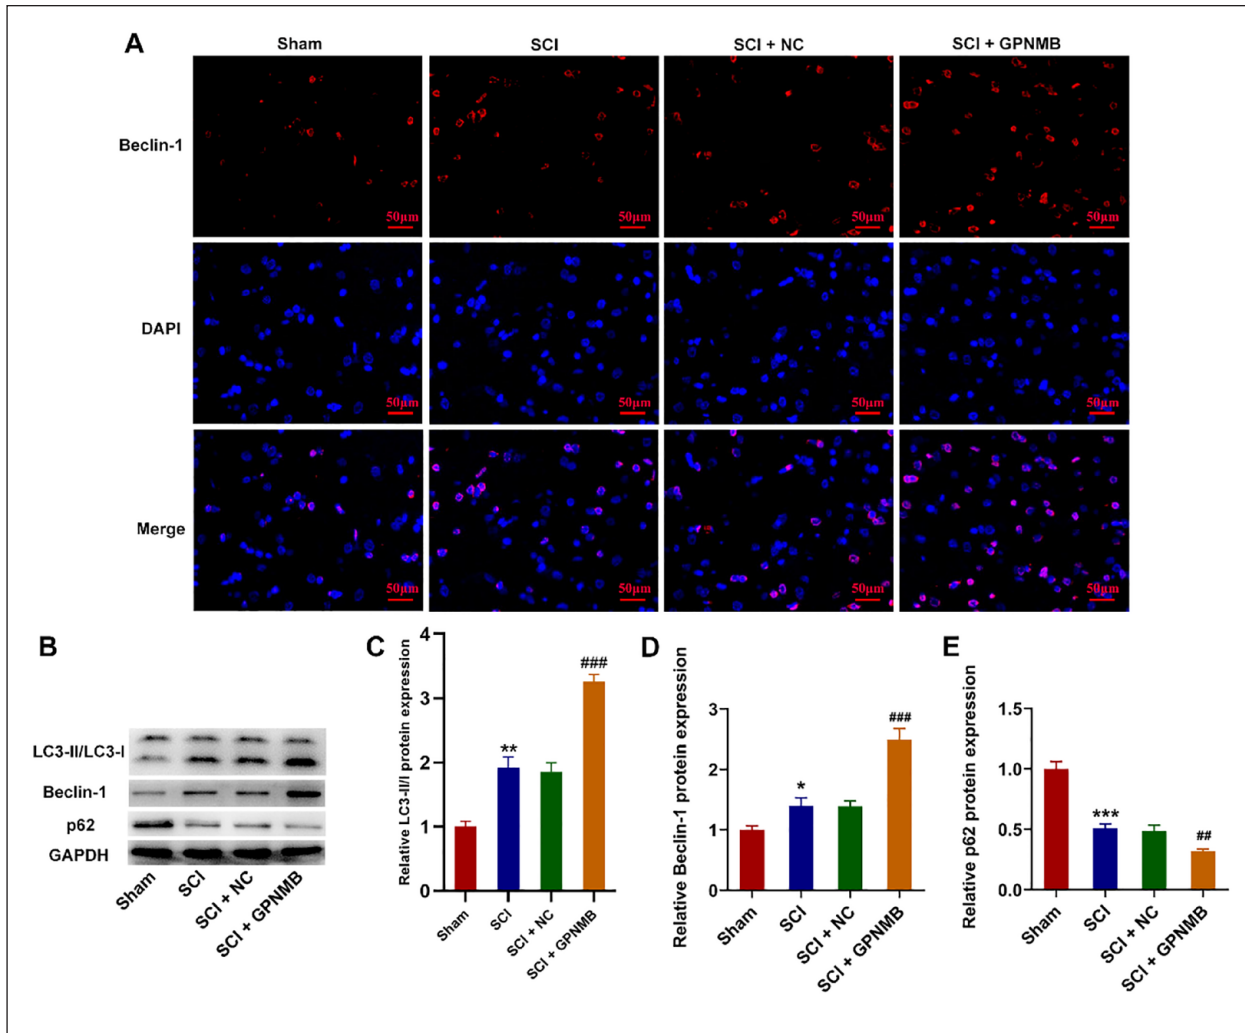 A
Sham
SCI
SCI + NC
SCI + GPNMB
Beclin-1
50μm
50μm
50μm
50μm
DAPI
50μm
50μm
50μm
50μm
Merge
50μm
50μm
50μm
50μm
B
LC3-II/LC3-I
Beclin-1
p62
GAPDH
Sham
SCI
SCI + NC
SCI + GPNMB
C
Relative LC3-II/I protein expression
4
3
2
1
0
**
###
Sham
SCI
SCI + NC
SCI + GPNMB
D
Relative Beclin-1 protein expression
3
2
1
0
*
###
Sham
SCI
SCI + NC
SCI + GPNMB
E
Relative p62 protein expression
1.5
1.0
0.5
0.0
***
##
Sham
SCI
SCI + NC
SCI + GPNMB